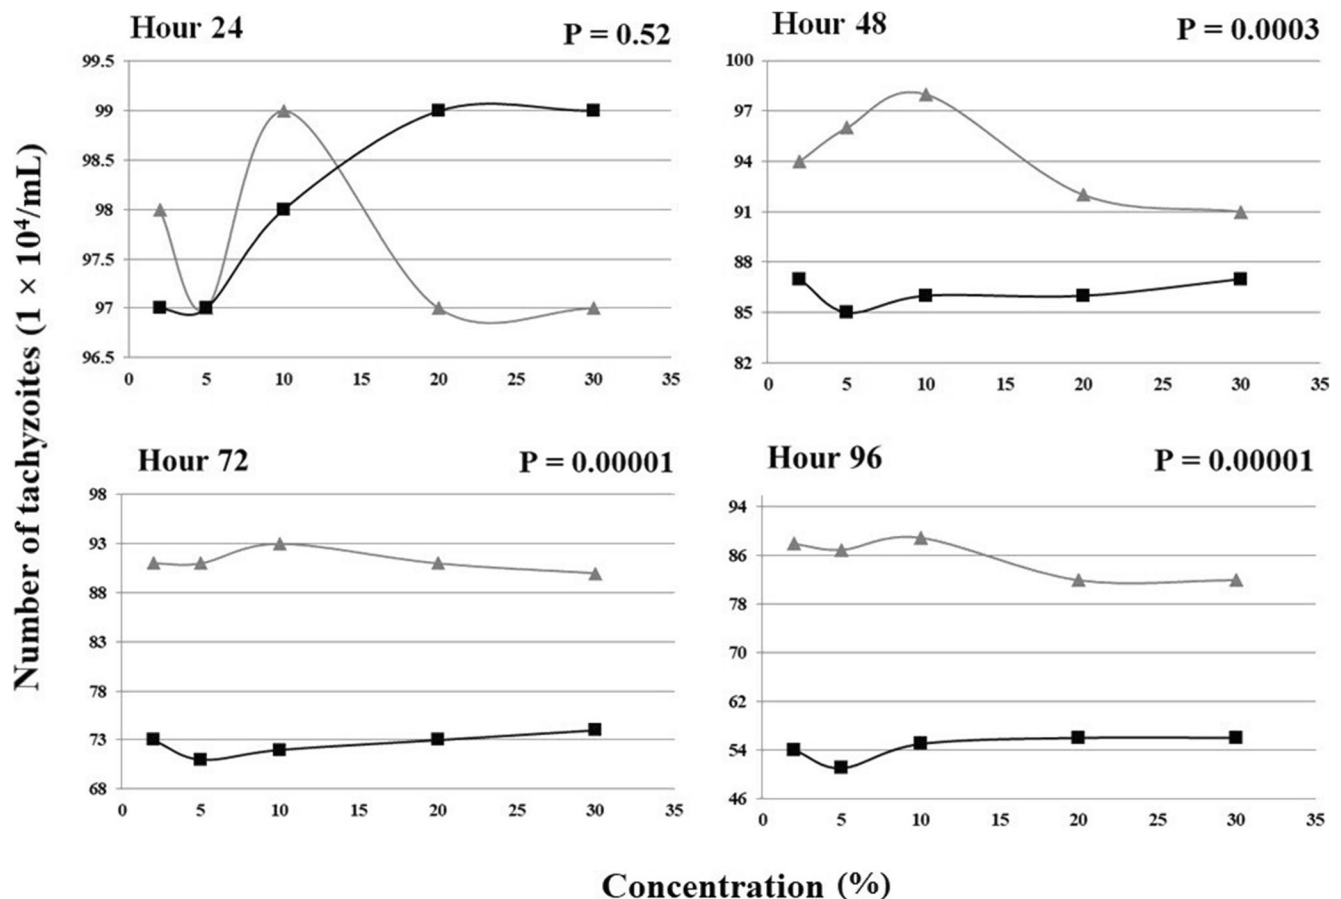 Hour 24
P = 0.52
99.5
99
98.5
98
97.5
97
96.5
0 5 10 15 20 25 30 35
Hour 48
P = 0.0003
100
97
94
91
88
85
82
0 5 10 15 20 25 30 35
Number of tachyzoites (1 × 10⁴/mL)
Hour 72
P = 0.00001
98
93
88
83
78
73
68
0 5 10 15 20 25 30 35
Hour 96
P = 0.00001
94
86
78
70
62
54
46
0 5 10 15 20 25 30 35
Concentration (%)